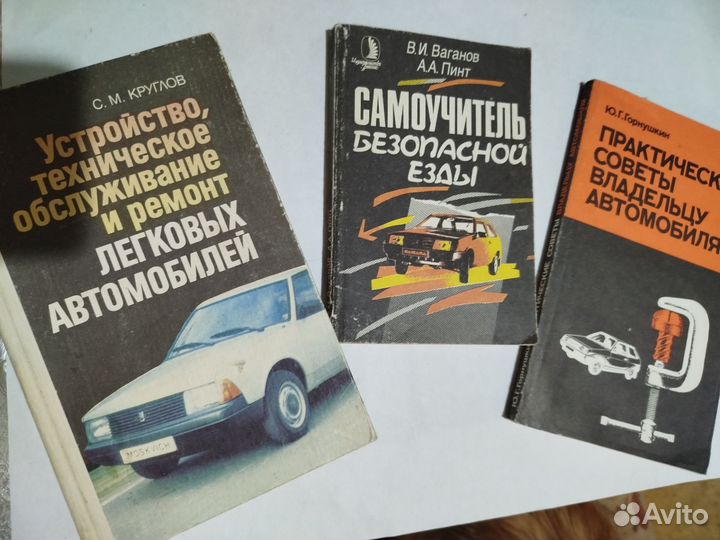 С. М. КРУГЛОВ
Устройство,
техническое
обслуживание
и ремонт
ЛЕГКОВЫХ
АВТОМОБИЛЕЙ
MOSKVICH
В.И. Ваганов
А.А. Пинт
САМОУЧИТЕЛЬ
БЕЗОПАСНОЙ
ЕЗДЫ
Ю.Г.Горнушкин
ПРАКТИЧЕСК
СОВЕТЫ
ВЛАДЕЛЬЦУ
АВТОМОБИЛЯ
Ю.Г.Горнушкин
Avito